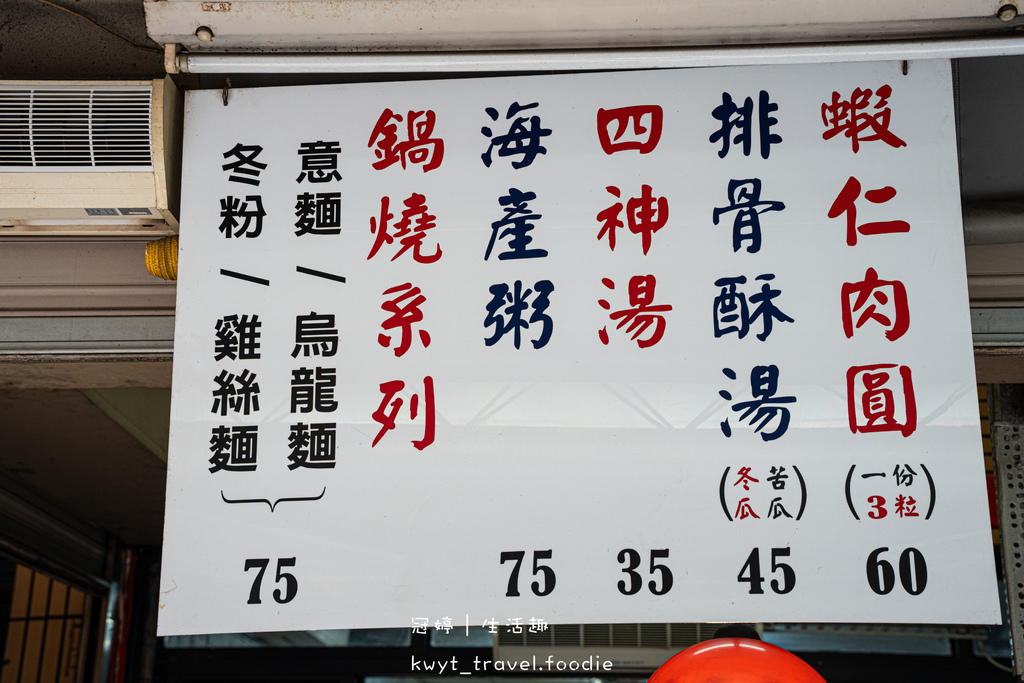 蝦仁肉圓
(一份
3粒)
60
排骨酥湯
(苦瓜
冬瓜)
45
四神湯
35
海產粥
75
鍋燒系列
意麵/烏龍麵
冬粉/雞絲麵
75
冠婷|生活趣
kwyt_travel.foodie